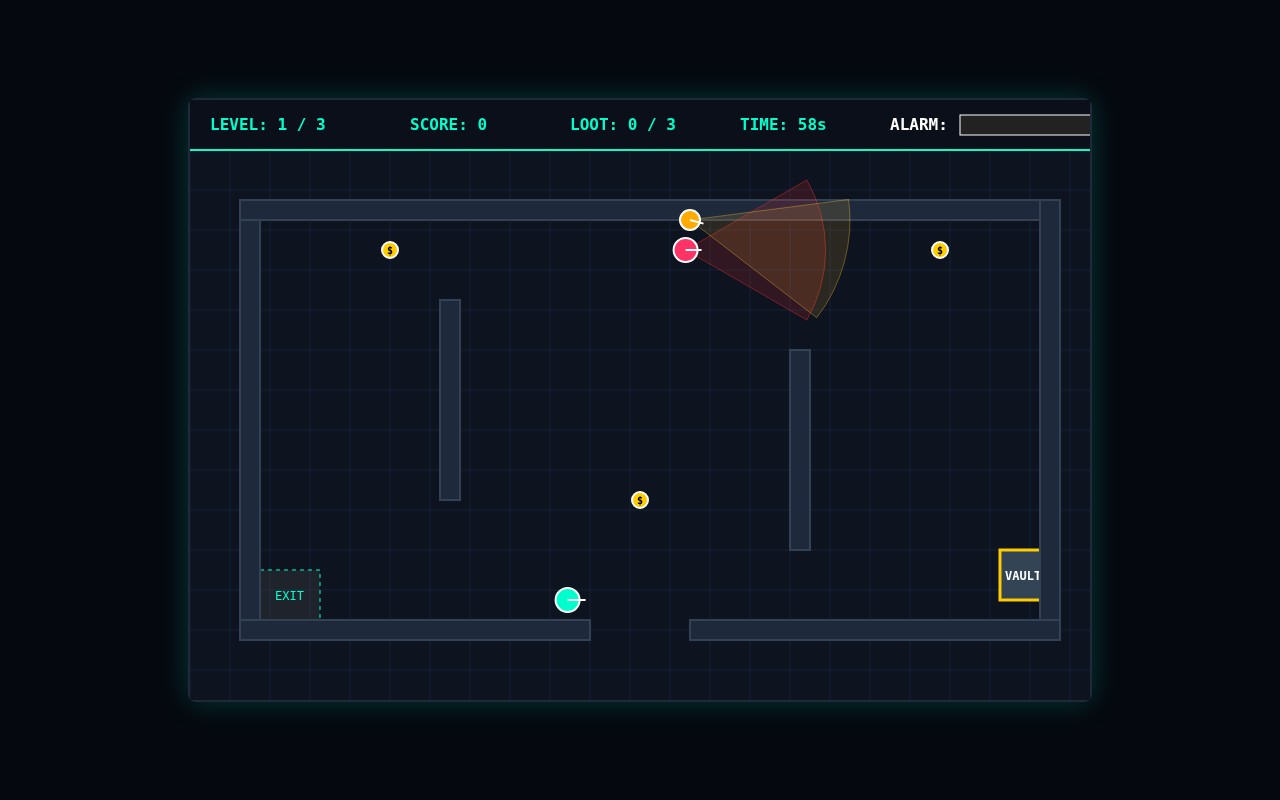 LEVEL: 1 / 3 SCORE: 0 LOOT: 0 / 3 TIME: 58s ALARM:
$ $
$
VAULT
EXIT